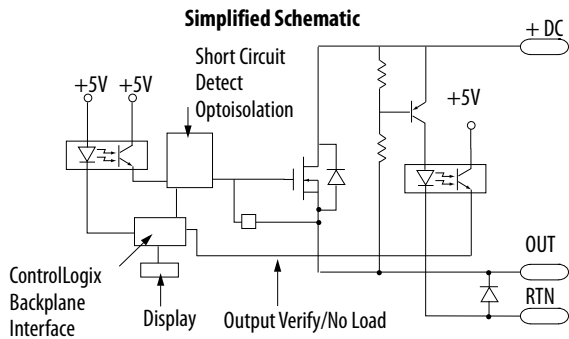 Simplified Schematic
+ DC
Short Circuit
Detect
Optoisolation
+5V
+5V
+5V
OUT
RTN
ControlLogix
Backplane
Interface
Display
Output Verify/No Load